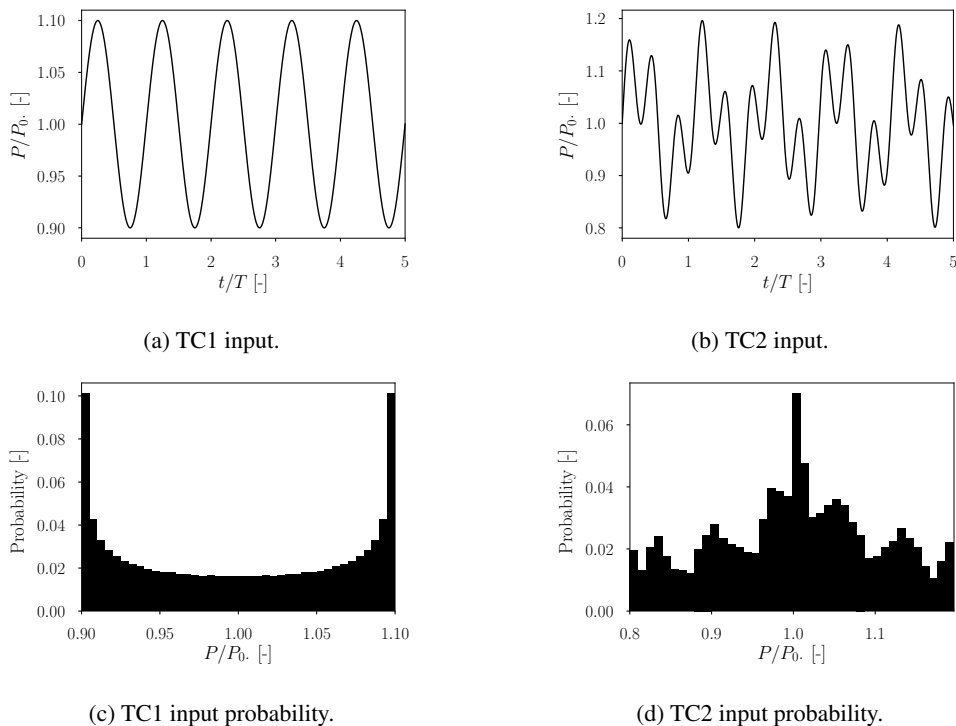 1.10
1.05
1.00
0.95
0.90
P/P₀. [-]
0 1 2 3 4 5
t/T [-]
(a) TC1 input.
1.2
1.1
1.0
0.9
0.8
P/P₀. [-]
0 1 2 3 4 5
t/T [-]
(b) TC2 input.
0.10
0.08
0.06
0.04
0.02
0.00
Probability [-]
0.90 0.95 1.00 1.05 1.10
P/P₀. [-]
(c) TC1 input probability.
0.06
0.04
0.02
0.00
Probability [-]
0.8 0.9 1.0 1.1
P/P₀. [-]
(d) TC2 input probability.